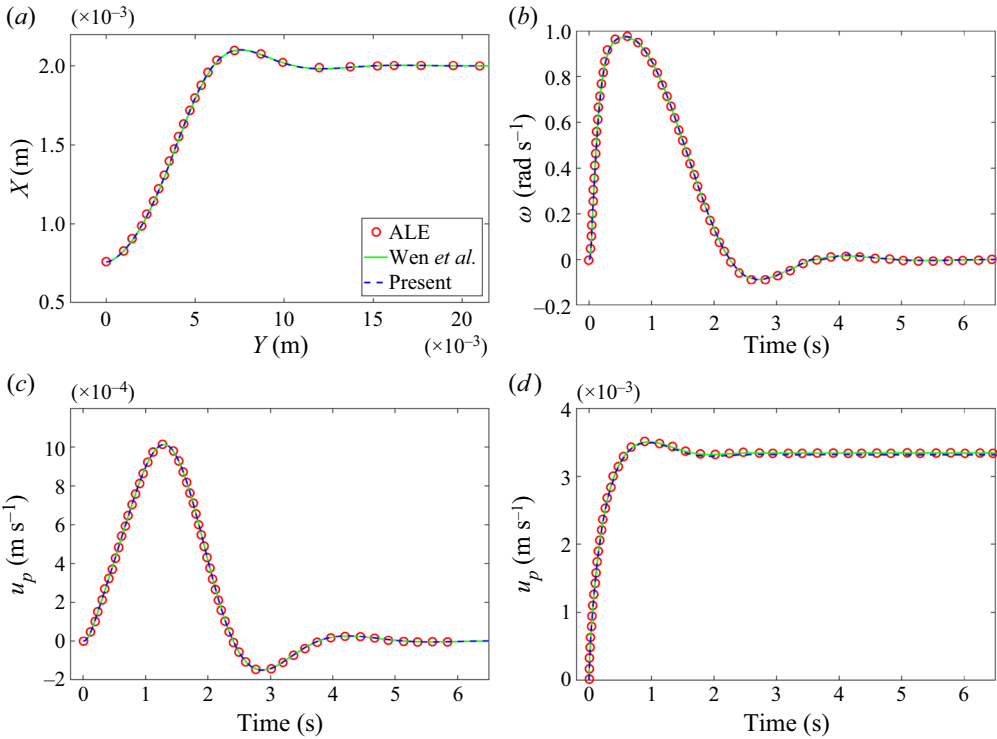 (a)
(×10⁻³)
2.0
1.5
1.0
0.5
X (m)
ALE
Wen et al.
Present
0 5 10 15 20
Y (m)
(×10⁻³)
(b)
1.0
0.8
0.6
0.4
0.2
0
–0.2
ω (rad s⁻¹)
0 1 2 3 4 5 6
Time (s)
(c)
(×10⁻⁴)
10
8
6
4
2
0
–2
u_p (m s⁻¹)
0 1 2 3 4 5 6
Time (s)
(d)
(×10⁻³)
4
3
2
1
0
u_p (m s⁻¹)
0 1 2 3 4 5 6
Time (s)